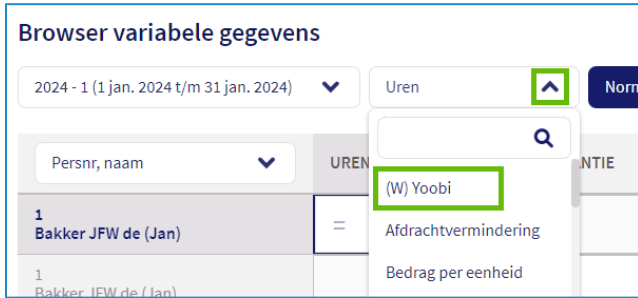 Browser variabele gegevens
2024 - 1 (1 jan. 2024 t/m 31 jan. 2024)
Uren
Norm
Persnr, naam
UREN
NTIE
(W) Yoobi
1
Bakker JFW de (Jan)
=
Afdrachtvermindering
1
Bakker JFW de (Jan)
Bedrag per eenheid